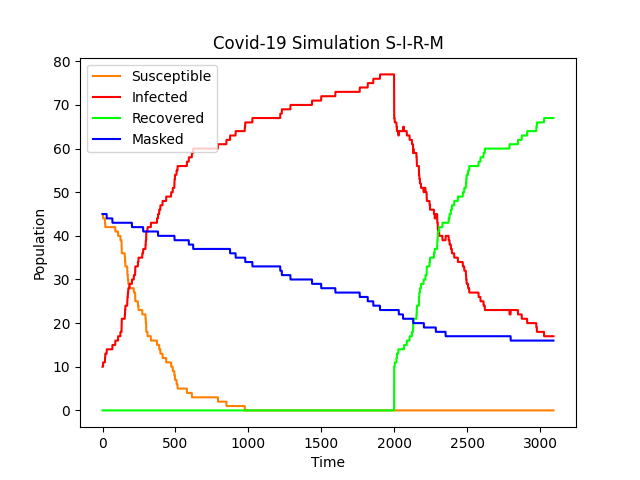 Covid-19 Simulation S-I-R-M
Susceptible
Infected
Recovered
Masked
Population
80
70
60
50
40
30
20
10
0
0 500 1000 1500 2000 2500 3000
Time